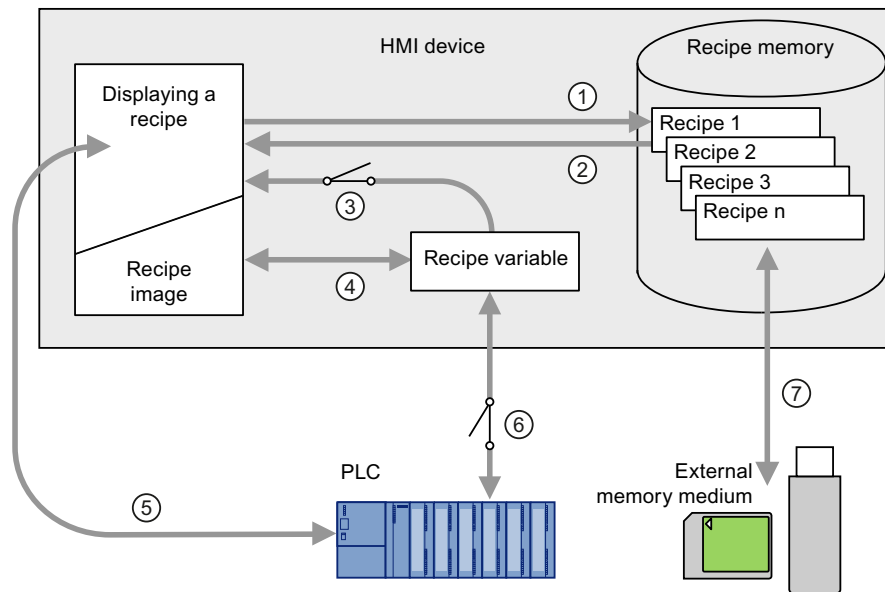 HMI device
Recipe memory
Displaying a
recipe
1
Recipe 1
2
Recipe 2
Recipe 3
Recipe n
3
Recipe variable
4
Recipe
image
6
7
PLC
External
memory medium
5